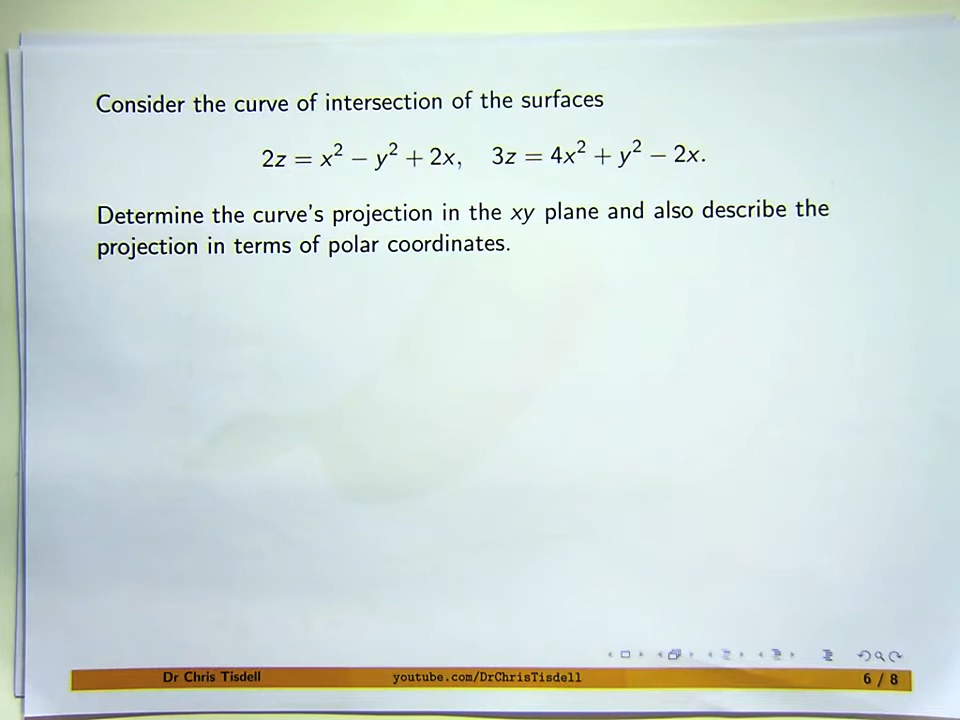 Consider the curve of intersection of the surfaces
2z = x² − y² + 2x, 3z = 4x² + y² − 2x.
Determine the curve's projection in the xy plane and also describe the
projection in terms of polar coordinates.
Dr Chris Tisdell youtube.com/DrChrisTisdell 6 / 8